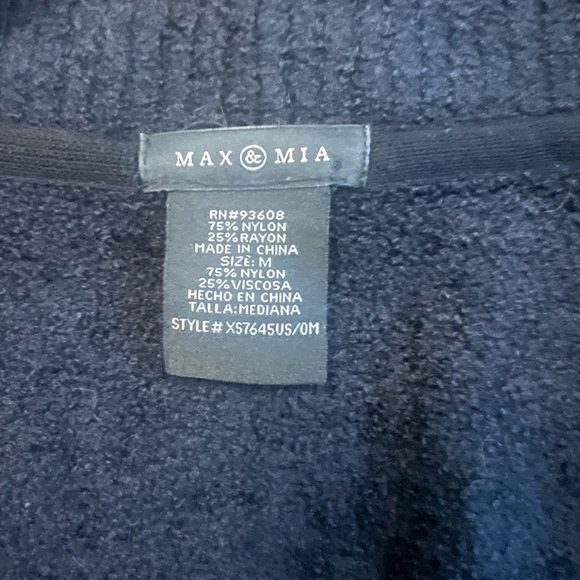 MAX & MIA
RN#93608
75% NYLON
25% RAYON
MADE IN CHINA
SIZE: M
75% NYLON
25% VISCOSA
HECHO EN CHINA
TALLA:MEDIANA
STYLE# XS7645US/0M